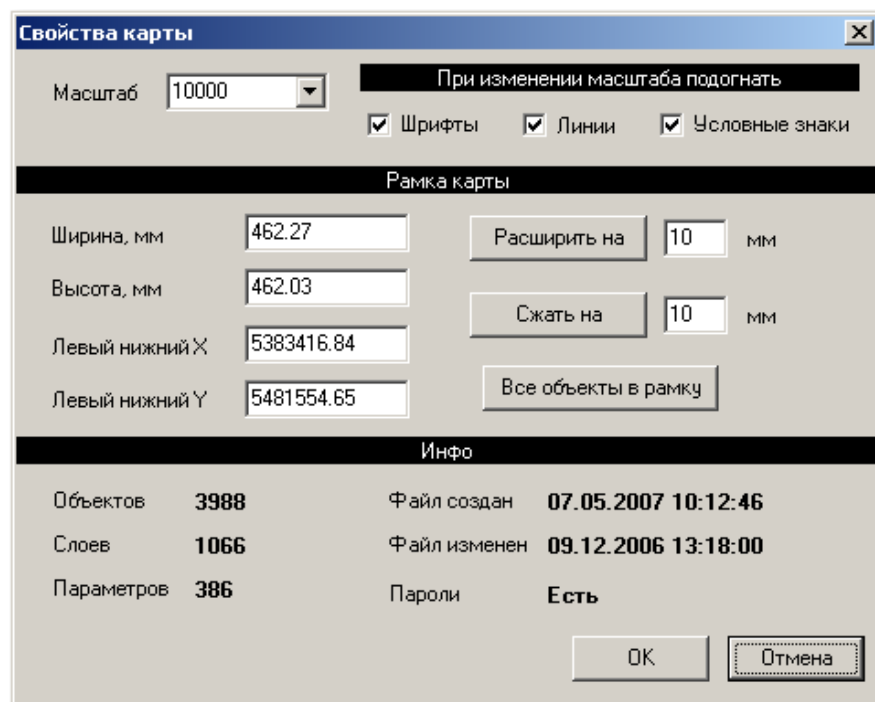 Свойства карты
Масштаб 10000
При изменении масштаба подогнать
Шрифты Линии Условные знаки
Рамка карты
Ширина, мм 462.27 Расширить на 10 мм
Высота, мм 462.03
Сжать на 10 мм
Левый нижний X 5383416.84
Все объекты в рамку
Левый нижний Y 5481554.65
Инфо
Объектов 3988 Файл создан 07.05.2007 10:12:46
Слоев 1066 Файл изменен 09.12.2006 13:18:00
Параметров 386 Пароли Есть
OK Отмена